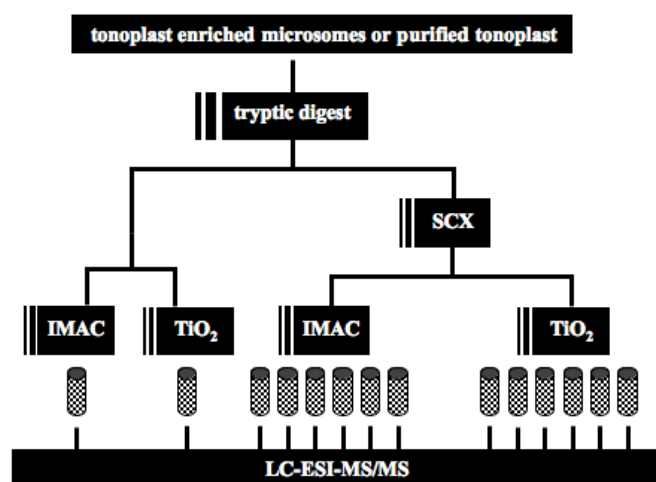 tonoplast enriched microsomes or purified tonoplast
tryptic digest
SCX
IMAC
TiO₂
IMAC
TiO₂
LC-ESI-MS/MS